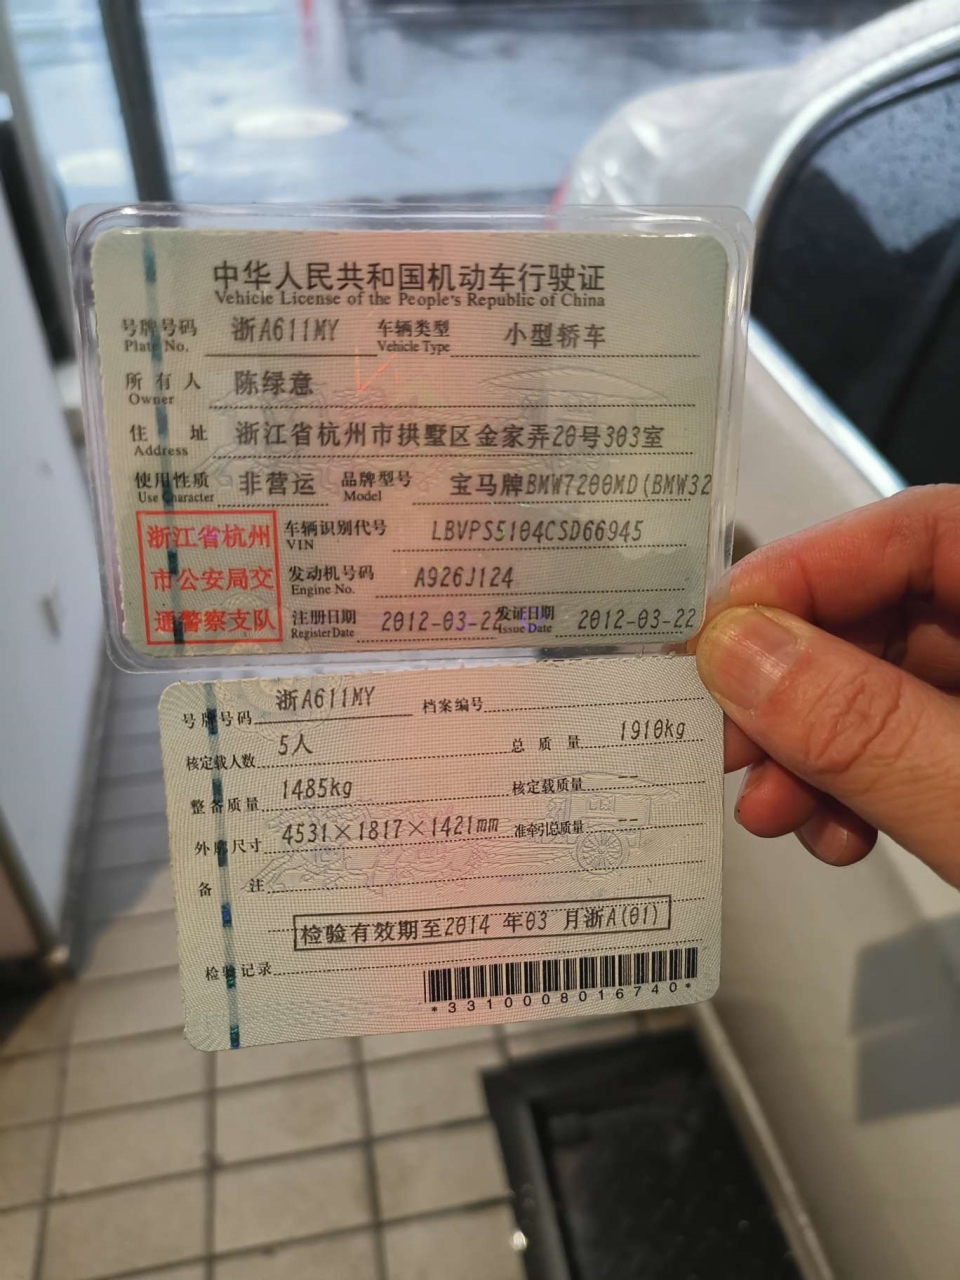 中华人民共和国机动车行驶证
Vehicle License of the People's Republic of China
号牌号码 浙A611MY 车辆类型 小型轿车
Plate No. Vehicle Type
所有人 陈绿意
Owner
住址 浙江省杭州市拱墅区金家弄20号303室
Address
使用性质 非营运 品牌型号 宝马牌BMW7200MD(BMW32
Use Character Model
浙江省杭州
市公安局交
通警察支队
车辆识别代号 LBVPS5104CSD66945
VIN
发动机号码 A926J124
Engine No.
注册日期 2012-03-22 发证日期 2012-03-22
Register Date Issue Date
号牌号码 浙A611MY 档案编号
核定载人数 5人 总质量 1910kg
整备质量 1485kg 核定载质量 --
外廓尺寸 4531×1817×1421mm 准牵引总质量 --
备注
检验有效期至2014 年03 月浙A(01)
检验记录
*3310008016740*